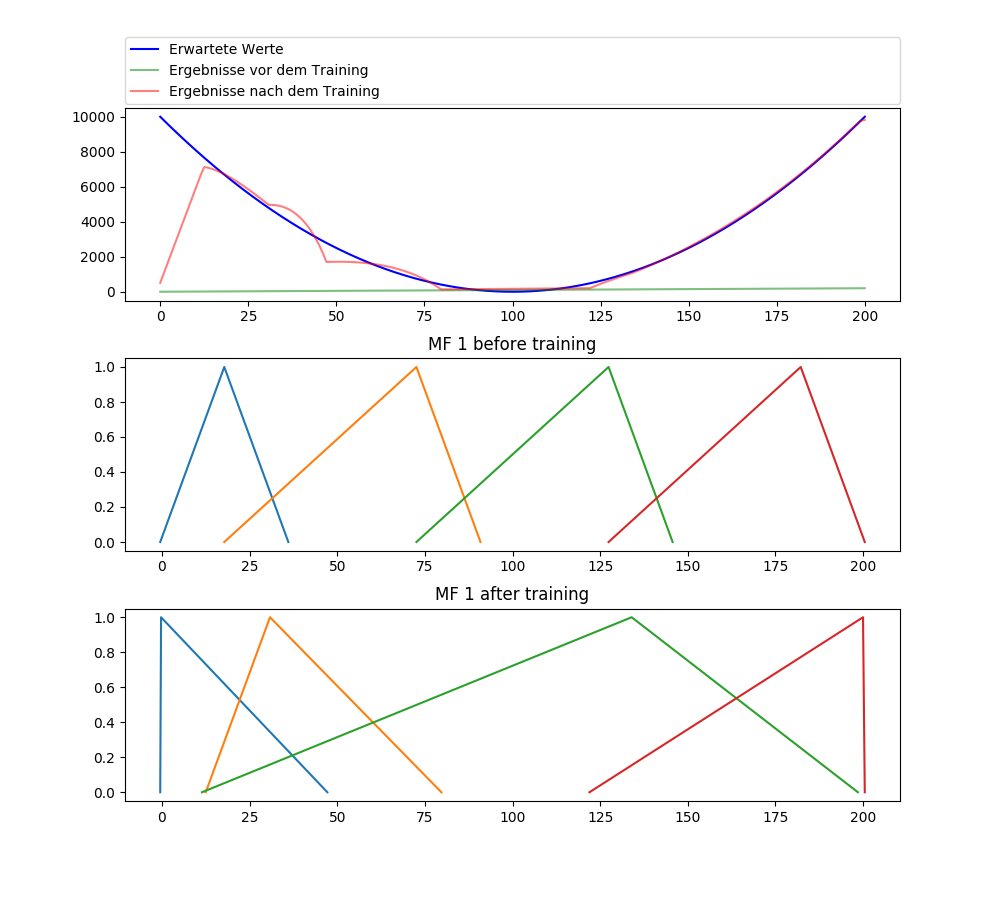 Erwartete Werte
Ergebnisse vor dem Training
Ergebnisse nach dem Training
10000
8000
6000
4000
2000
0
0 25 50 75 100 125 150 175 200
MF 1 before training
1.0
0.8
0.6
0.4
0.2
0.0
0 25 50 75 100 125 150 175 200
MF 1 after training
1.0
0.8
0.6
0.4
0.2
0.0
0 25 50 75 100 125 150 175 200